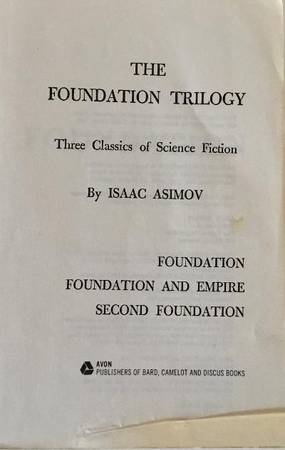 THE
FOUNDATION TRILOGY
Three Classics of Science Fiction
By ISAAC ASIMOV
FOUNDATION
FOUNDATION AND EMPIRE
SECOND FOUNDATION
AVON
PUBLISHERS OF BARD, CAMELOT AND DISCUS BOOKS